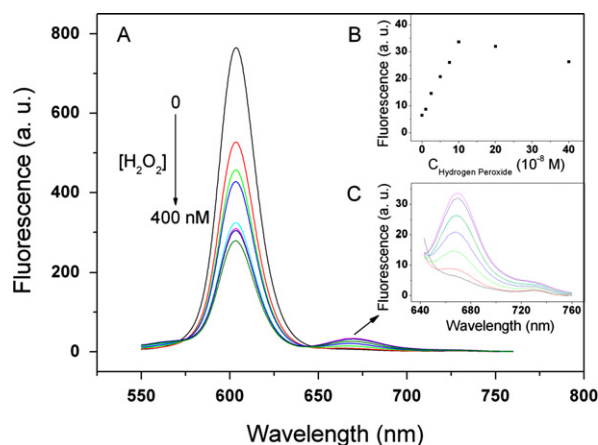 A
B
C
0
[H2O2]
400 nM
Fluorescence (a. u.)
800
600
400
200
0
550
600
650
700
750
800
Wavelength (nm)
Fluorescence (a. u.)
40
30
20
10
0
0
10
20
30
40
C Hydrogen Peroxide (10-8 M)
Fluorescence (a. u.)
30
20
10
0
640
680
720
760
Wavelength (nm)